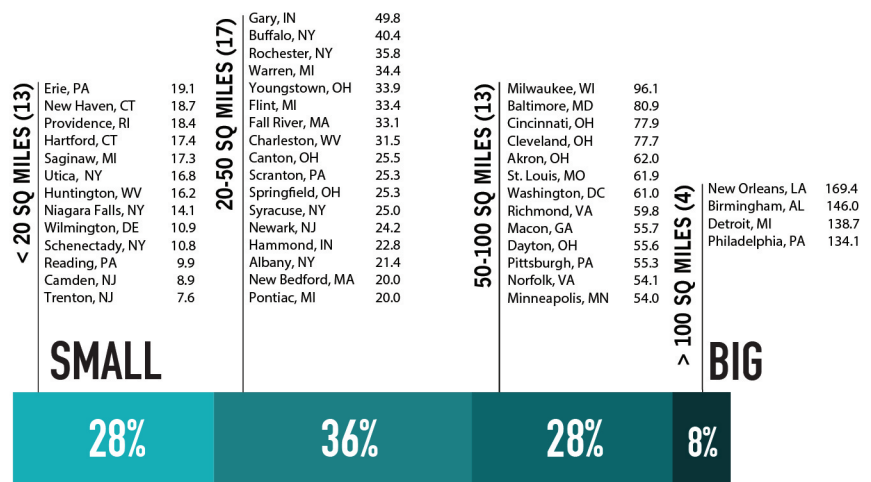 < 20 SQ MILES (13)
Erie, PA 19.1
New Haven, CT 18.7
Providence, RI 18.4
Hartford, CT 17.4
Saginaw, MI 17.3
Utica, NY 16.8
Huntington, WV 16.2
Niagara Falls, NY 14.1
Wilmington, DE 10.9
Schenectady, NY 10.8
Reading, PA 9.9
Camden, NJ 8.9
Trenton, NJ 7.6
20-50 SQ MILES (17)
Gary, IN 49.8
Buffalo, NY 40.4
Rochester, NY 35.8
Warren, MI 34.4
Youngstown, OH 33.9
Flint, MI 33.4
Fall River, MA 33.1
Charleston, WV 31.5
Canton, OH 25.5
Scranton, PA 25.3
Springfield, OH 25.3
Syracuse, NY 25.0
Newark, NJ 24.2
Hammond, IN 22.8
Albany, NY 21.4
New Bedford, MA 20.0
Pontiac, MI 20.0
50-100 SQ MILES (13)
Milwaukee, WI 96.1
Baltimore, MD 80.9
Cincinnati, OH 77.9
Cleveland, OH 77.7
Akron, OH 62.0
St. Louis, MO 61.9
Washington, DC 61.0
Richmond, VA 59.8
Macon, GA 55.7
Dayton, OH 55.6
Pittsburgh, PA 55.3
Norfolk, VA 54.1
Minneapolis, MN 54.0
> 100 SQ MILES (4)
New Orleans, LA 169.4
Birmingham, AL 146.0
Detroit, MI 138.7
Philadelphia, PA 134.1
SMALL
BIG
28%
36%
28%
8%